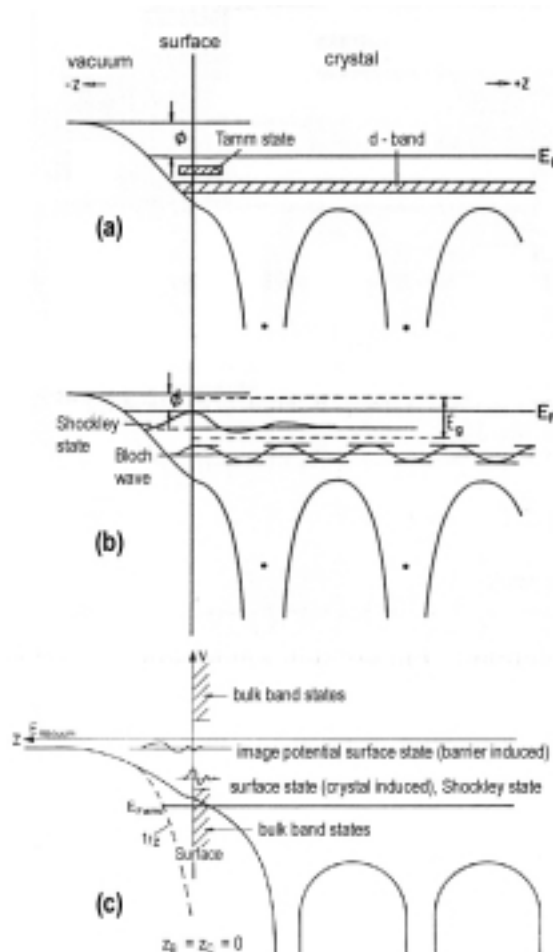 surface
vacuum
crystal
-z
+z
ϕ
Tamm state
d - band
(a)
ϕ
Shockley
state
E_g
Bloch
wave
(b)
V
bulk band states
z
image potential surface state (barrier induced)
surface state (crystal induced), Shockley state
bulk band states
Surface
(c)